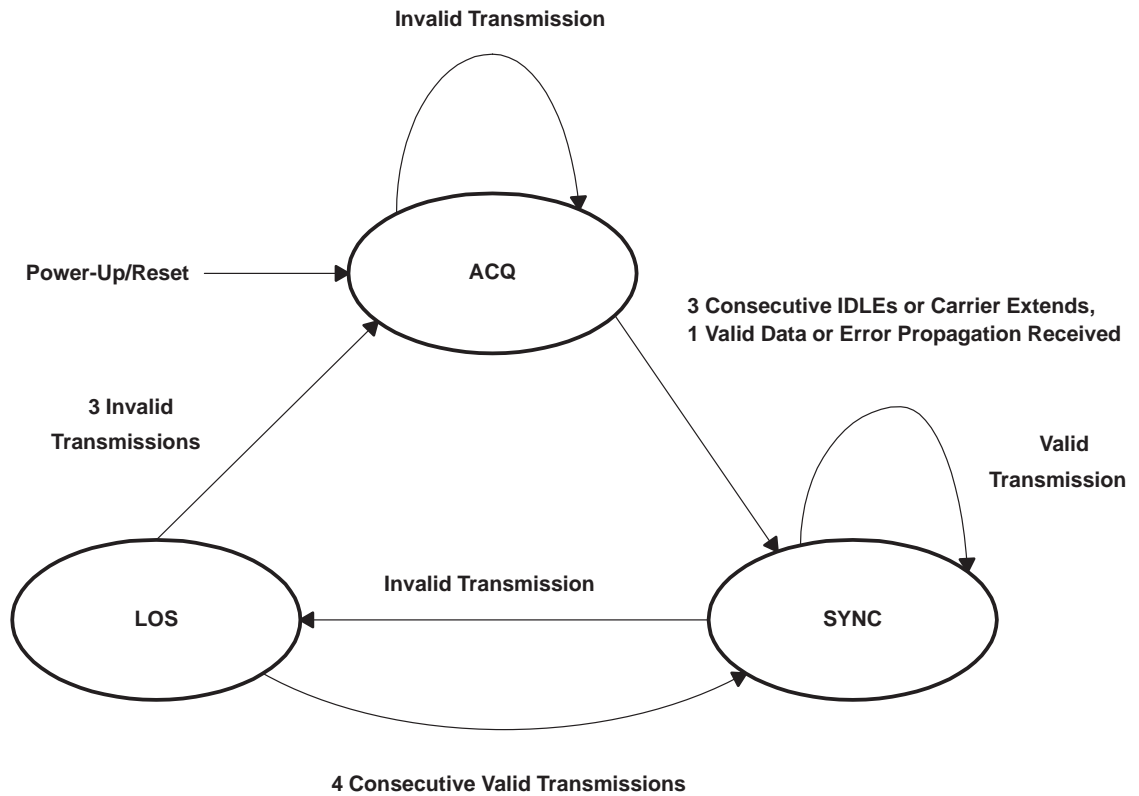 Invalid Transmission
ACQ
Power-Up/Reset
3 Consecutive IDLEs or Carrier Extends,
1 Valid Data or Error Propagation Received
3 Invalid
Transmissions
Valid
Transmission
Invalid Transmission
LOS
SYNC
4 Consecutive Valid Transmissions